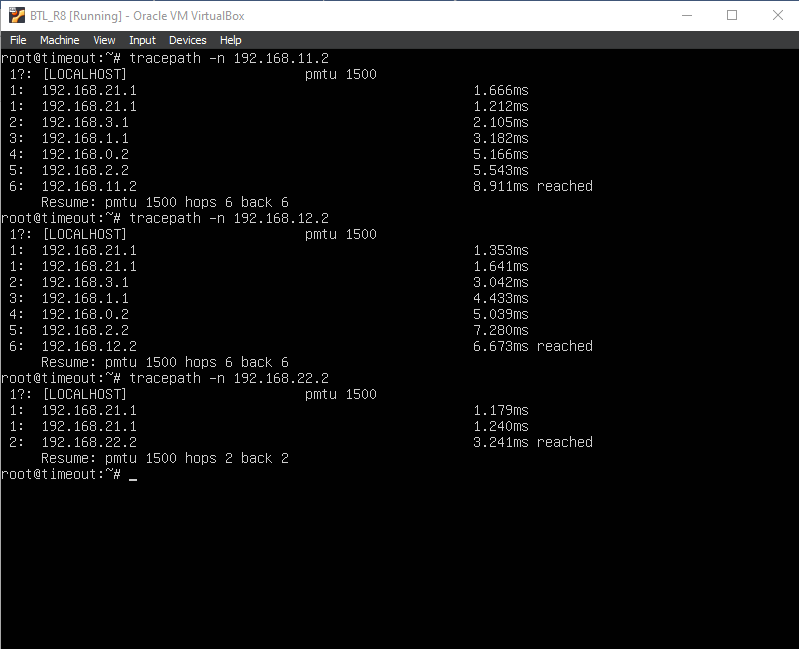 BTL_R8 [Running] - Oracle VM VirtualBox
File Machine View Input Devices Help
root@timeout:~# tracepath -n 192.168.11.2
1?: [LOCALHOST] pmtu 1500
1: 192.168.21.1 1.666ms
1: 192.168.21.1 1.212ms
2: 192.168.3.1 2.105ms
3: 192.168.1.1 3.182ms
4: 192.168.0.2 5.166ms
5: 192.168.2.2 5.543ms
6: 192.168.11.2 8.911ms reached
Resume: pmtu 1500 hops 6 back 6
root@timeout:~# tracepath -n 192.168.12.2
1?: [LOCALHOST] pmtu 1500
1: 192.168.21.1 1.353ms
1: 192.168.21.1 1.641ms
2: 192.168.3.1 3.042ms
3: 192.168.1.1 4.433ms
4: 192.168.0.2 5.039ms
5: 192.168.2.2 7.280ms
6: 192.168.12.2 6.673ms reached
Resume: pmtu 1500 hops 6 back 6
root@timeout:~# tracepath -n 192.168.22.2
1?: [LOCALHOST] pmtu 1500
1: 192.168.21.1 1.179ms
1: 192.168.21.1 1.240ms
2: 192.168.22.2 3.241ms reached
Resume: pmtu 1500 hops 2 back 2
root@timeout:~# _